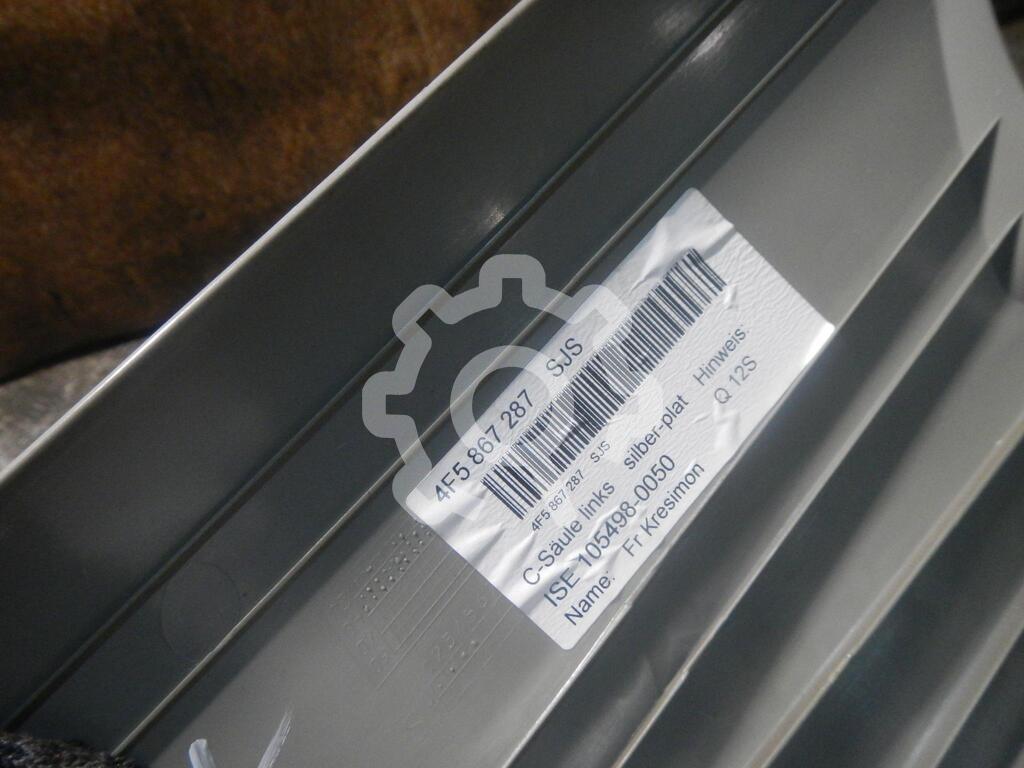 4F5 867 287 SJS
4F5 867 287 SJS
C-Säule links silber-plat Hinweis:
ISE 105498-0050 Q 12S
Name: Fr Kresimon